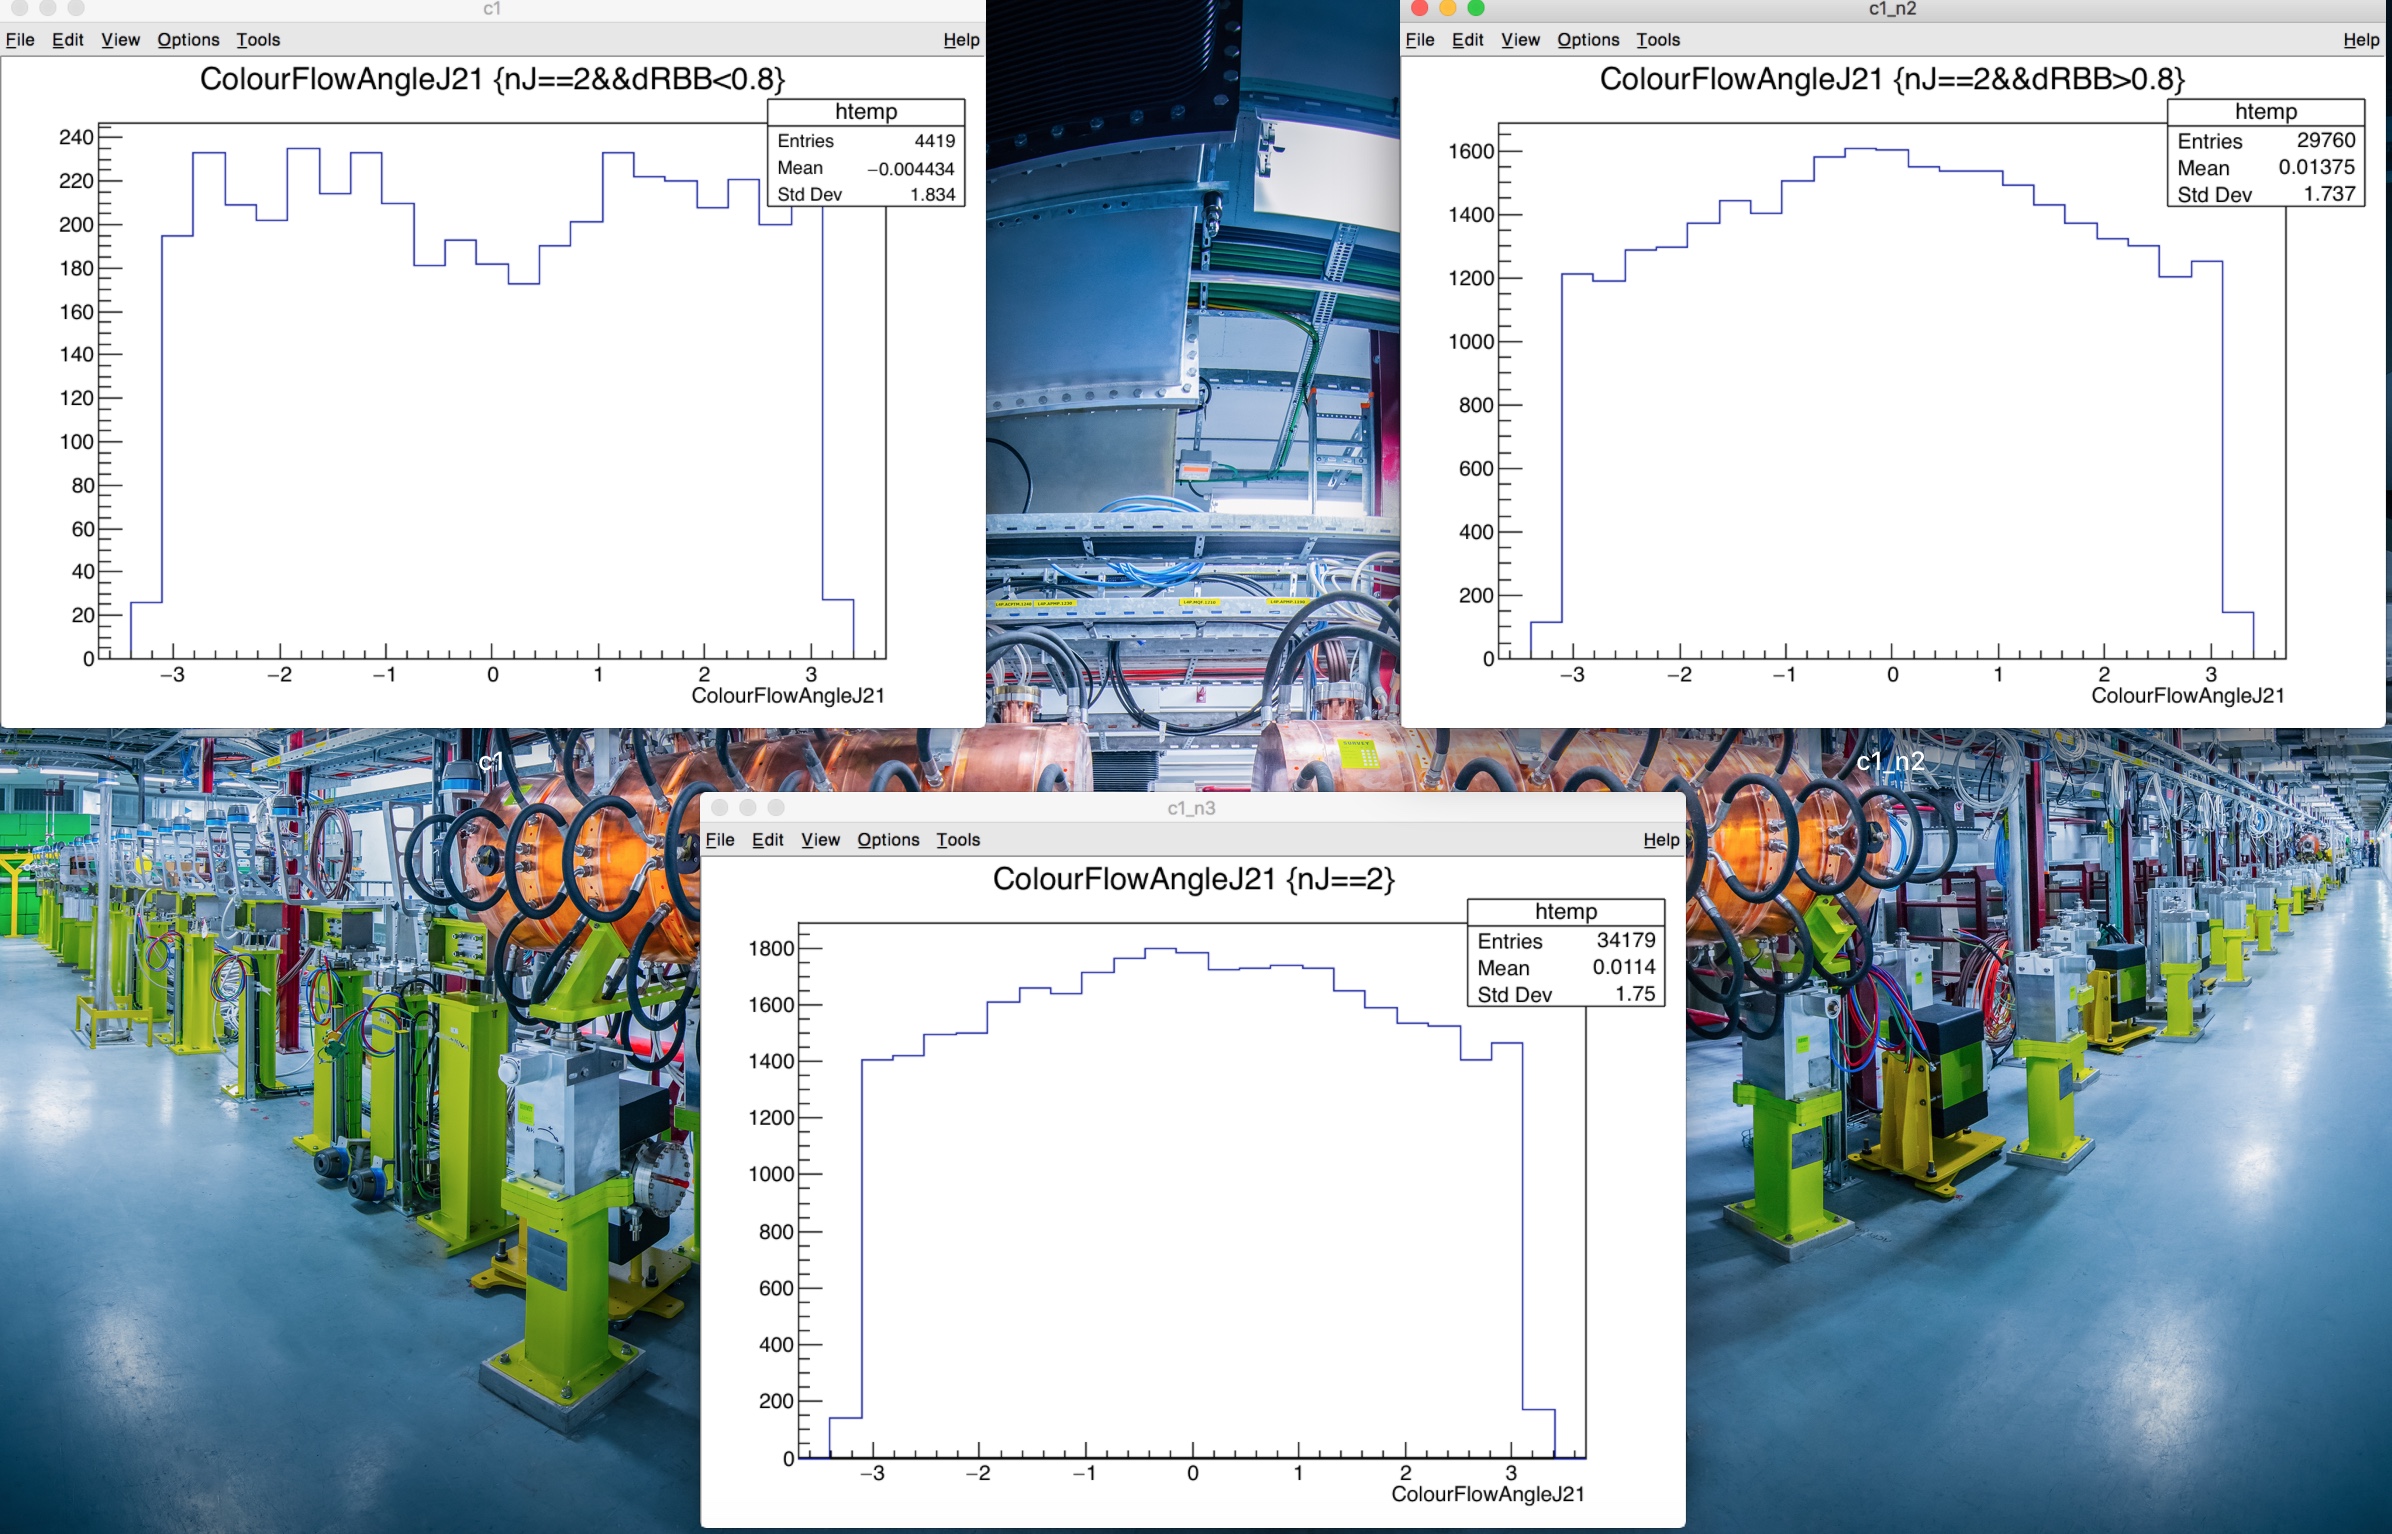 c1
File Edit View Options Tools Help
ColourFlowAngleJ21 {nJ==2&&dRBB<0.8}
htemp
Entries 4419
Mean −0.004434
Std Dev 1.834
240
220
200
180
160
140
120
100
80
60
40
20
0
−3 −2 −1 0 1 2 3
ColourFlowAngleJ21
c1_n2
File Edit View Options Tools Help
ColourFlowAngleJ21 {nJ==2&&dRBB>0.8}
htemp
Entries 29760
Mean 0.01375
Std Dev 1.737
1600
1400
1200
1000
800
600
400
200
0
−3 −2 −1 0 1 2 3
ColourFlowAngleJ21
c1
c1_n2
c1_n3
File Edit View Options Tools Help
ColourFlowAngleJ21 {nJ==2}
htemp
Entries 34179
Mean 0.0114
Std Dev 1.75
1800
1600
1400
1200
1000
800
600
400
200
0
−3 −2 −1 0 1 2 3
ColourFlowAngleJ21